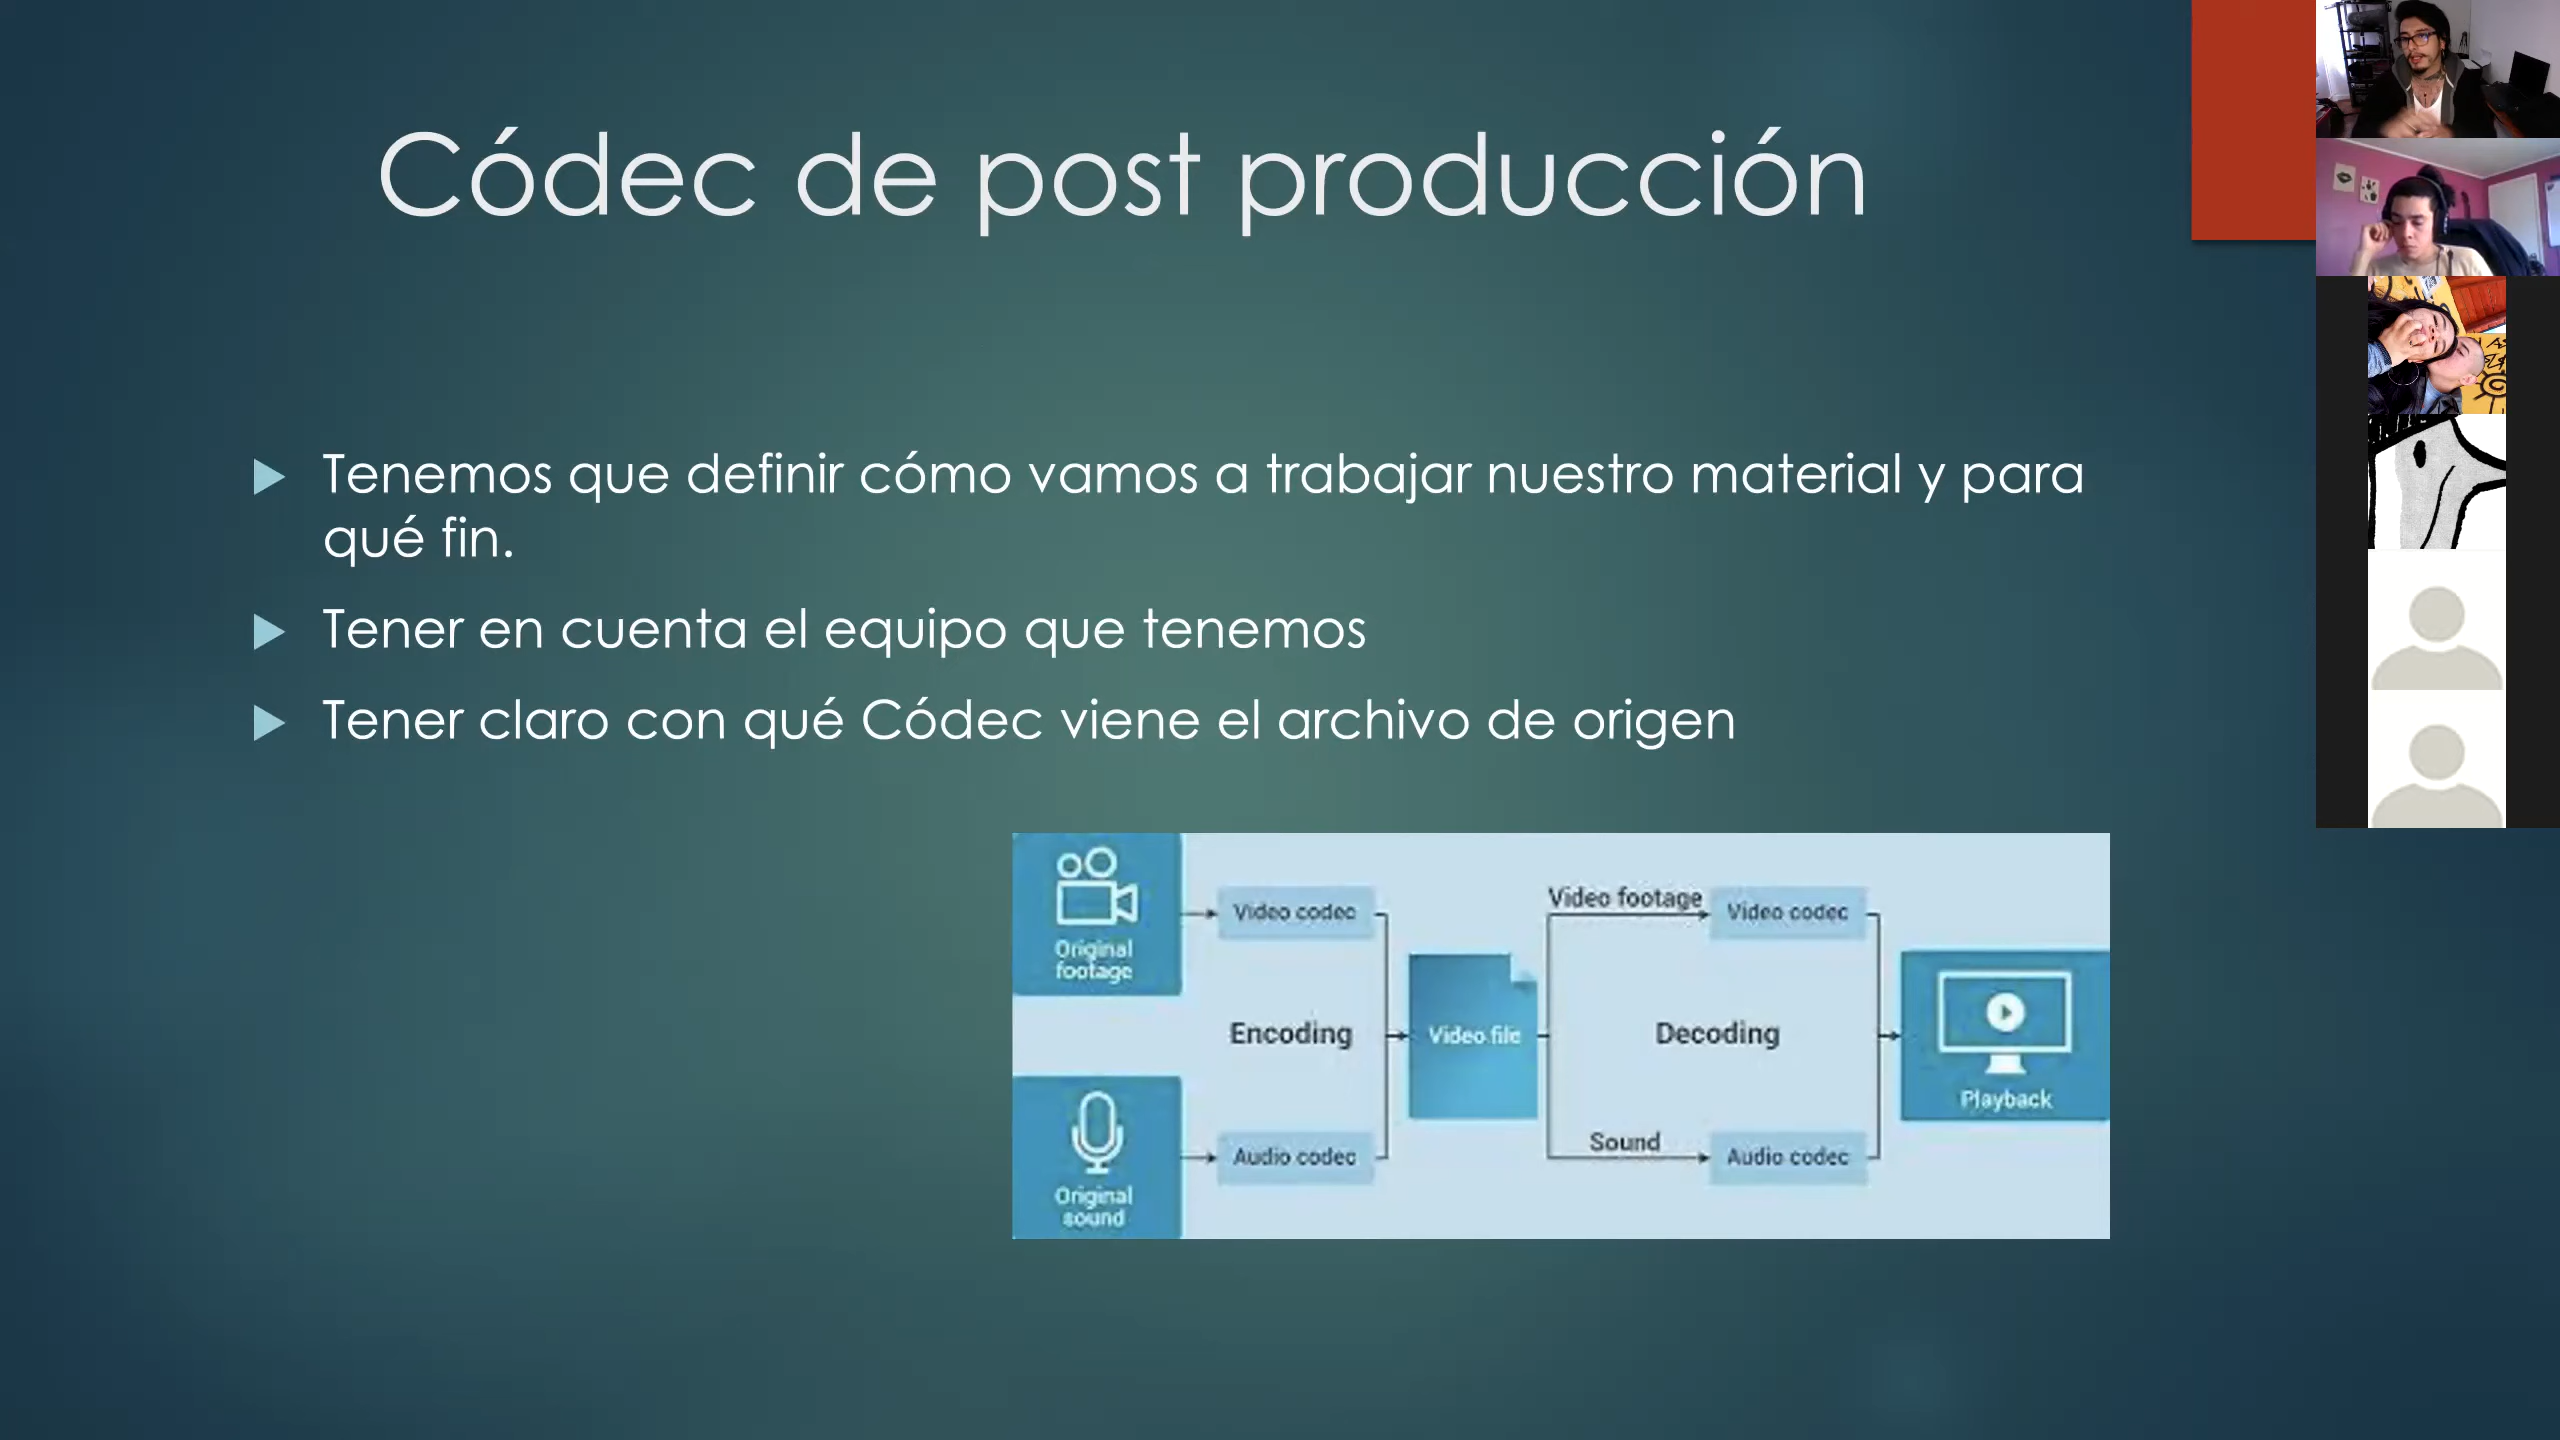 Códec de post producción
Tenemos que definir cómo vamos a trabajar nuestro material y para
qué fin.
Tener en cuenta el equipo que tenemos
Tener claro con qué Códec viene el archivo de origen
Original
footage
Video codec
Encoding
Audio codec
Original
sound
Video file
Video footage
Video codec
Decoding
Sound
Audio codec
Playback